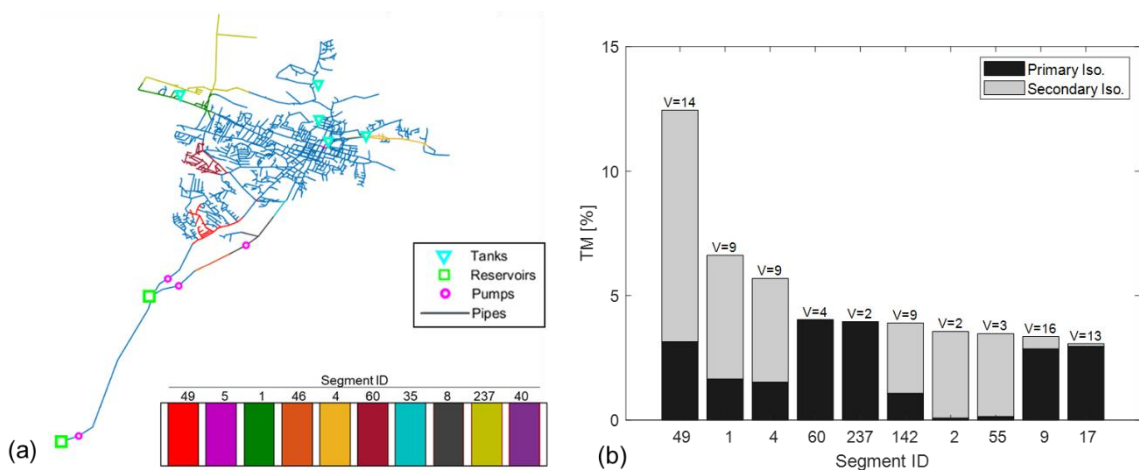 Tanks
Reservoirs
Pumps
Pipes
Segment ID
49 5 1 46 4 60 35 8 237 40
(a)
15
10
5
0
TM [%]
Primary Iso.
Secondary Iso.
V=14
V=9
V=9
V=4
V=2
V=9
V=2
V=3
V=16
V=13
49 1 4 60 237 142 2 55 9 17
Segment ID
(b)